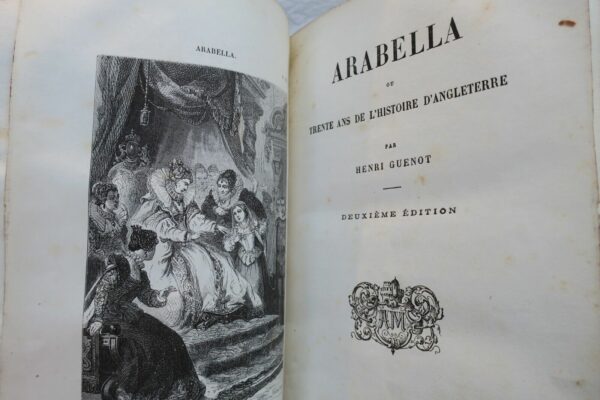 ARABELLA.
ARABELLA
OU
TRENTE ANS DE L'HISTOIRE D'ANGLETERRE
PAR
HENRI GUENOT
DEUXIÈME ÉDITION